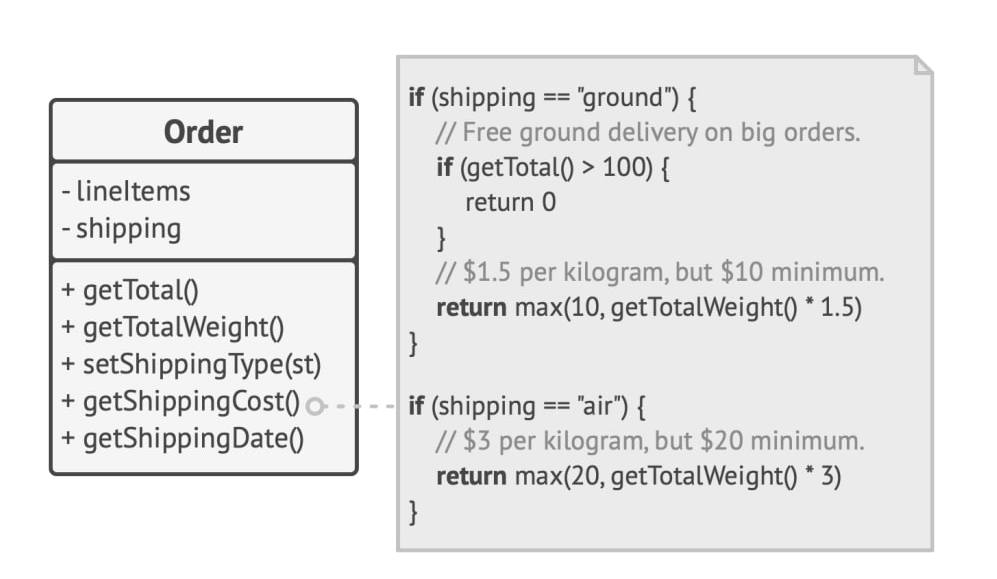 Order
- lineItems
- shipping
+ getTotal()
+ getTotalWeight()
+ setShippingType(st)
+ getShippingCost()
+ getShippingDate()
if (shipping == "ground") {
// Free ground delivery on big orders.
if (getTotal() > 100) {
return 0
}
// $1.5 per kilogram, but $10 minimum.
return max(10, getTotalWeight() * 1.5)
}
if (shipping == "air") {
// $3 per kilogram, but $20 minimum.
return max(20, getTotalWeight() * 3)
}